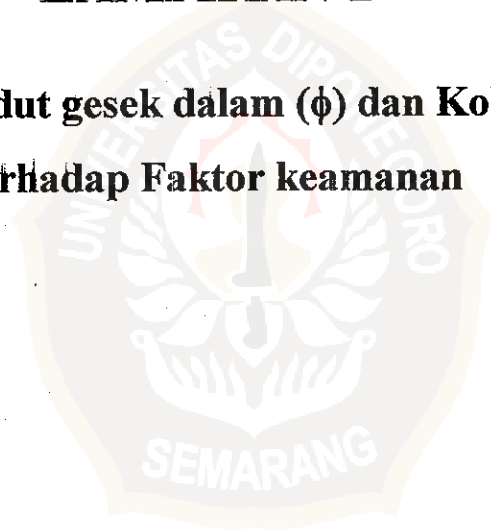 dut gesek dalam (ϕ) dan Ko
rhadap Faktor keamanan
UNIVERSITAS DIPONEGORO
SEMARANG